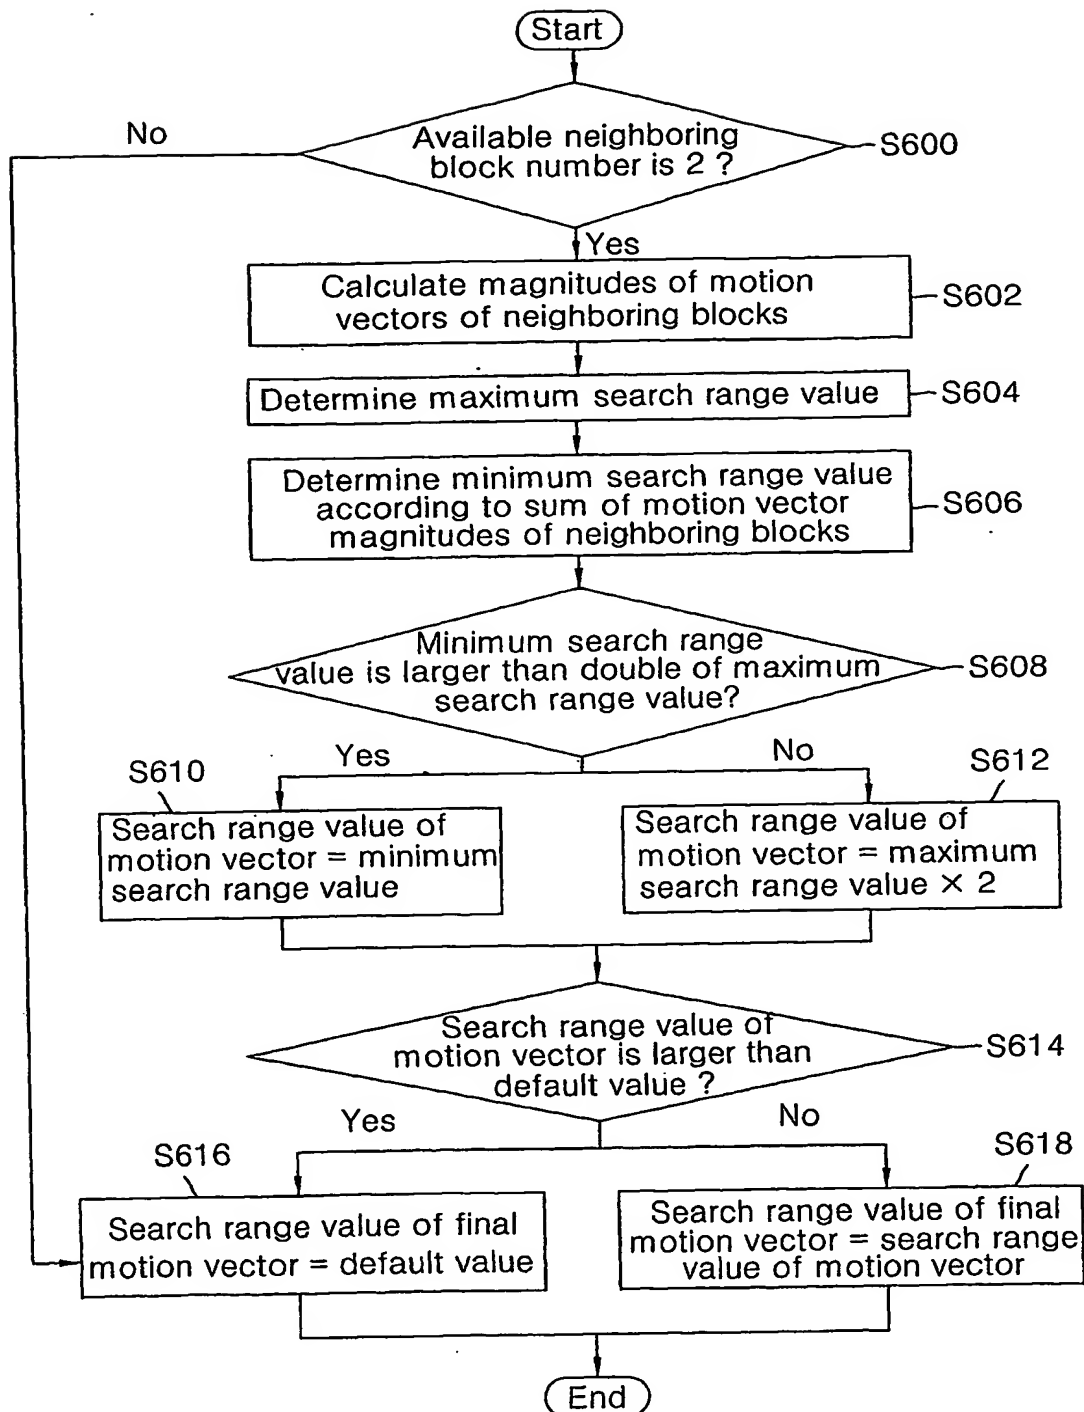 Start
No
Available neighboring
block number is 2 ?
S600
Yes
Calculate magnitudes of motion
vectors of neighboring blocks
S602
Determine maximum search range value
S604
Determine minimum search range value
according to sum of motion vector
magnitudes of neighboring blocks
S606
Minimum search range
value is larger than double of maximum
search range value?
S608
Yes
No
S610
S612
Search range value of
motion vector = minimum
search range value
Search range value of
motion vector = maximum
search range value × 2
Search range value of
motion vector is larger than
default value ?
S614
Yes
No
S616
S618
Search range value of final
motion vector = default value
Search range value of final
motion vector = search range
value of motion vector
End